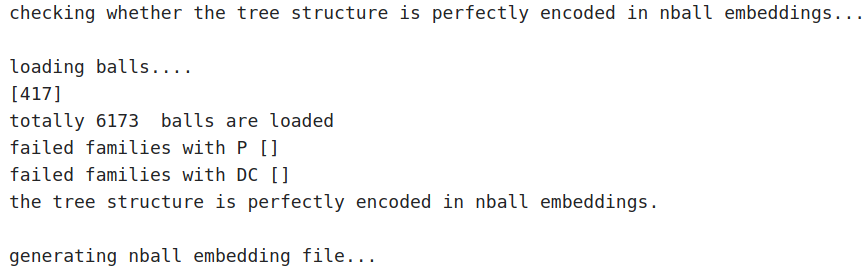 checking whether the tree structure is perfectly encoded in nball embeddings...
loading balls....
[417]
totally 6173  balls are loaded
failed families with P []
failed families with DC []
the tree structure is perfectly encoded in nball embeddings.
generating nball embedding file...